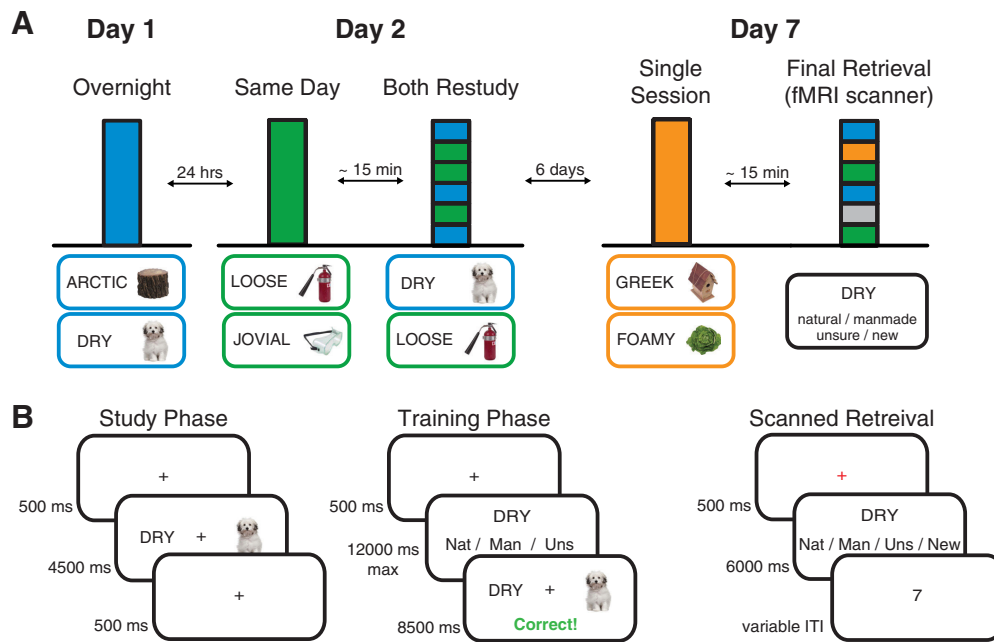 A
Day 1
Day 2
Day 7
Overnight
Same Day
Both Restudy
Single
Session
Final Retrieval
(fMRI scanner)
24 hrs
~ 15 min
6 days
~ 15 min
ARCTIC
DRY
LOOSE
JOVIAL
DRY
LOOSE
GREEK
FOAMY
DRY
natural / manmade
unsure / new
B
Study Phase
+
500 ms
DRY +
4500 ms
+
500 ms
Training Phase
+
500 ms
DRY
Nat / Man / Uns
12000 ms
max
DRY +
Correct!
8500 ms
Scanned Retreival
+
500 ms
DRY
Nat / Man / Uns / New
6000 ms
7
variable ITI